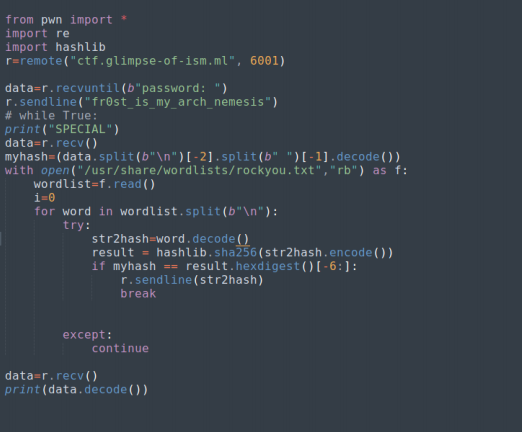 from pwn import *
import re
import hashlib
r=remote("ctf.glimpse-of-ism.ml", 6001)
data=r.recvuntil(b"password: ")
r.sendline("fr0st_is_my_arch_nemesis")
# while True:
print("SPECIAL")
data=r.recv()
myhash=(data.split(b"\n")[-2].split(b" ")[-1].decode())
with open("/usr/share/wordlists/rockyou.txt","rb") as f:
    wordlist=f.read()
    i=0
    for word in wordlist.split(b"\n"):
        try:
            str2hash=word.decode()
            result = hashlib.sha256(str2hash.encode())
            if myhash == result.hexdigest()[-6:]:
                r.sendline(str2hash)
                break
        except:
            continue
data=r.recv()
print(data.decode())